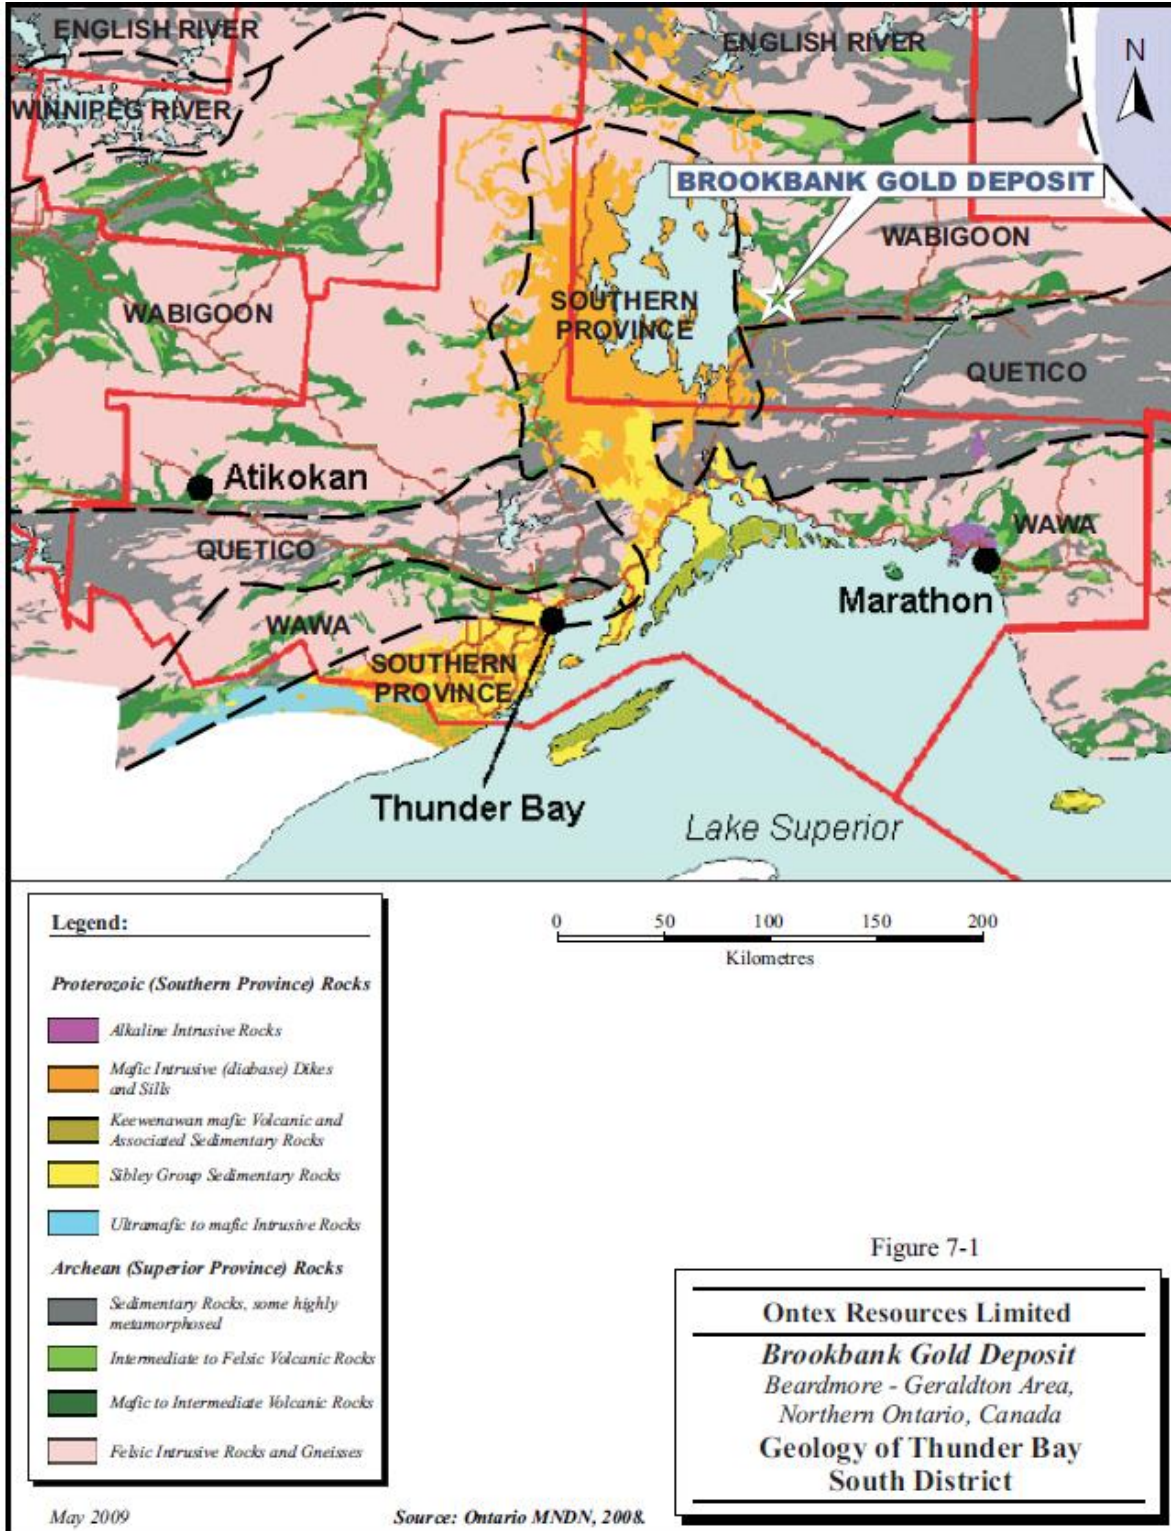 ENGLISH RIVER
ENGLISH RIVER
N
WINNIPEG RIVER
BROOKBANK GOLD DEPOSIT
WABIGOON
WABIGOON
SOUTHERN
PROVINCE
QUETICO
Atikokan
QUETICO
WAWA
Marathon
WAWA
SOUTHERN
PROVINCE
Thunder Bay
Lake Superior
Legend:
Proterozoic (Southern Province) Rocks
Alkaline Intrusive Rocks
Mafic Intrusive (diabase) Dikes
and Sills
Keewenawan mafic Volcanic and
Associated Sedimentary Rocks
Sibley Group Sedimentary Rocks
Ultramafic to mafic Intrusive Rocks
Archean (Superior Province) Rocks
Sedimentary Rocks, some highly
metamorphosed
Intermediate to Felsic Volcanic Rocks
Mafic to Intermediate Volcanic Rocks
Felsic Intrusive Rocks and Gneisses
0 50 100 150 200
Kilometres
Figure 7-1
Ontex Resources Limited
Brookbank Gold Deposit
Beardmore - Geraldton Area,
Northern Ontario, Canada
Geology of Thunder Bay
South District
May 2009
Source: Ontario MNDN, 2008.